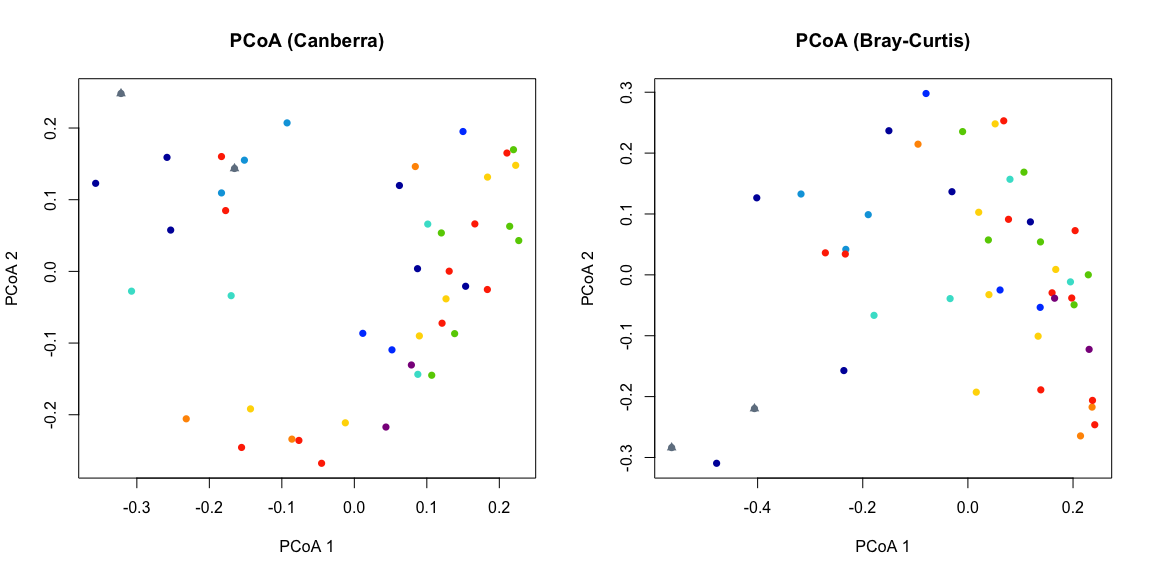 PCoA (Canberra)
PCoA 2
0.2
0.1
0.0
-0.1
-0.2
-0.3 -0.2 -0.1 0.0 0.1 0.2
PCoA 1
PCoA (Bray-Curtis)
PCoA 2
0.3
0.2
0.1
0.0
-0.1
-0.2
-0.3
-0.4 -0.2 0.0 0.2
PCoA 1